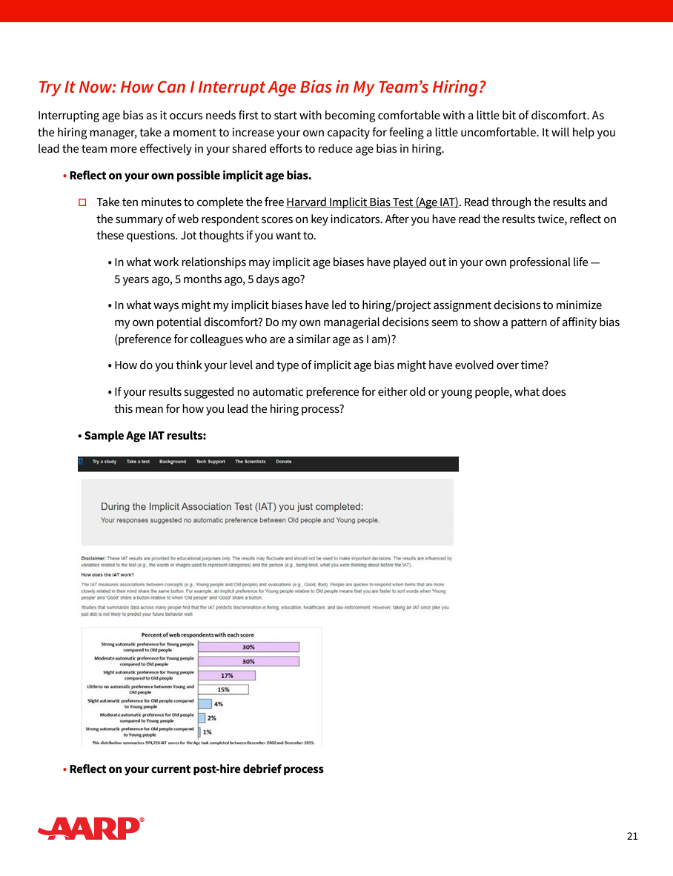 Try It Now: How Can I Interrupt Age Bias in My Team’s Hiring?
Interrupting age bias as it occurs needs first to start with becoming comfortable with a little bit of discomfort. As
the hiring manager, take a moment to increase your own capacity for feeling a little uncomfortable. It will help you
lead the team more effectively in your shared efforts to reduce age bias in hiring.
• Reflect on your own possible implicit age bias.
Take ten minutes to complete the free Harvard Implicit Bias Test (Age IAT). Read through the results and
the summary of web respondent scores on key indicators. After you have read the results twice, reflect on
these questions. Jot thoughts if you want to.
• In what work relationships may implicit age biases have played out in your own professional life —
5 years ago, 5 months ago, 5 days ago?
• In what ways might my implicit biases have led to hiring/project assignment decisions to minimize
my own potential discomfort? Do my own managerial decisions seem to show a pattern of affinity bias
(preference for colleagues who are a similar age as I am)?
• How do you think your level and type of implicit age bias might have evolved over time?
• If your results suggested no automatic preference for either old or young people, what does
this mean for how you lead the hiring process?
• Sample Age IAT results:
Try a study Take a test Background Tech Support The Scientists Donate
During the Implicit Association Test (IAT) you just completed:
Your responses suggested no automatic preference between Old people and Young people.
Disclaimer: These IAT results are provided for educational purposes only. The results may fluctuate and should not be used to make important decisions. The results are influenced by
variables related to the test (e.g., the words or images used to represent categories) and the person (e.g., being tired, what you were thinking about before the IAT).
How does the IAT work?
The IAT measures associations between concepts (e.g., Young people and Old people) and evaluations (e.g., Good, Bad). People are quicker to respond when items that are more
closely related in their mind share the same button. For example, an implicit preference for Young people relative to Old people means that you are faster to sort words when 'Young
people' and 'Good' share a button relative to when 'Old people' and 'Good' share a button.
Studies that summarize data across many people find that the IAT predicts discrimination in hiring, education, healthcare, and law enforcement. However, taking an IAT once (like you
just did) is not likely to predict your future behavior well.
Percent of web respondents with each score
Strong automatic preference for Young people
compared to Old people
30%
Moderate automatic preference for Young people
compared to Old people
30%
Slight automatic preference for Young people
compared to Old people
17%
Little to no automatic preference between Young and
Old people
15%
Slight automatic preference for Old people compared
to Young people
4%
Moderate automatic preference for Old people
compared to Young people
2%
Strong automatic preference for Old people compared
to Young people
1%
This distribution summarizes IAT scores for the Age task completed between December 2002 and December 2015.
• Reflect on your current post-hire debrief process
AARP®
21